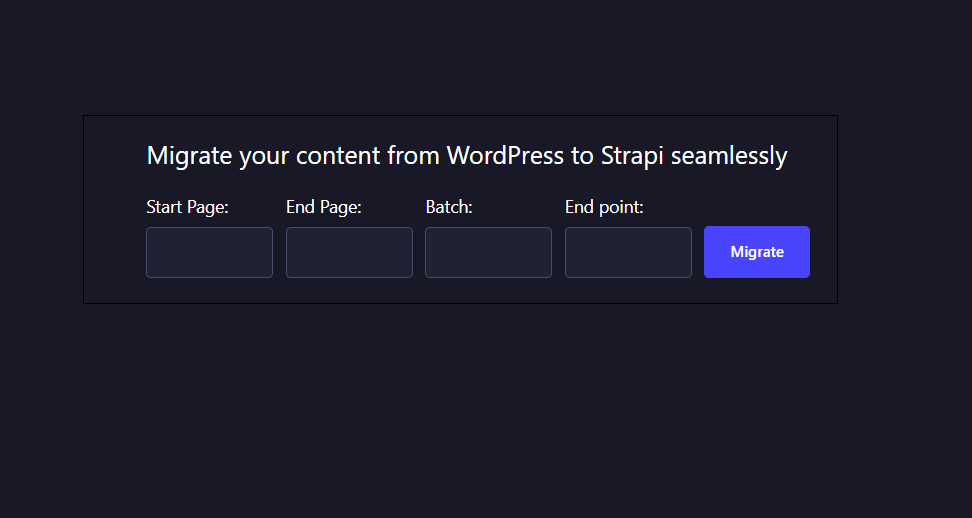 Migrate your content from WordPress to Strapi seamlessly
Start Page: End Page: Batch: End point:
Migrate